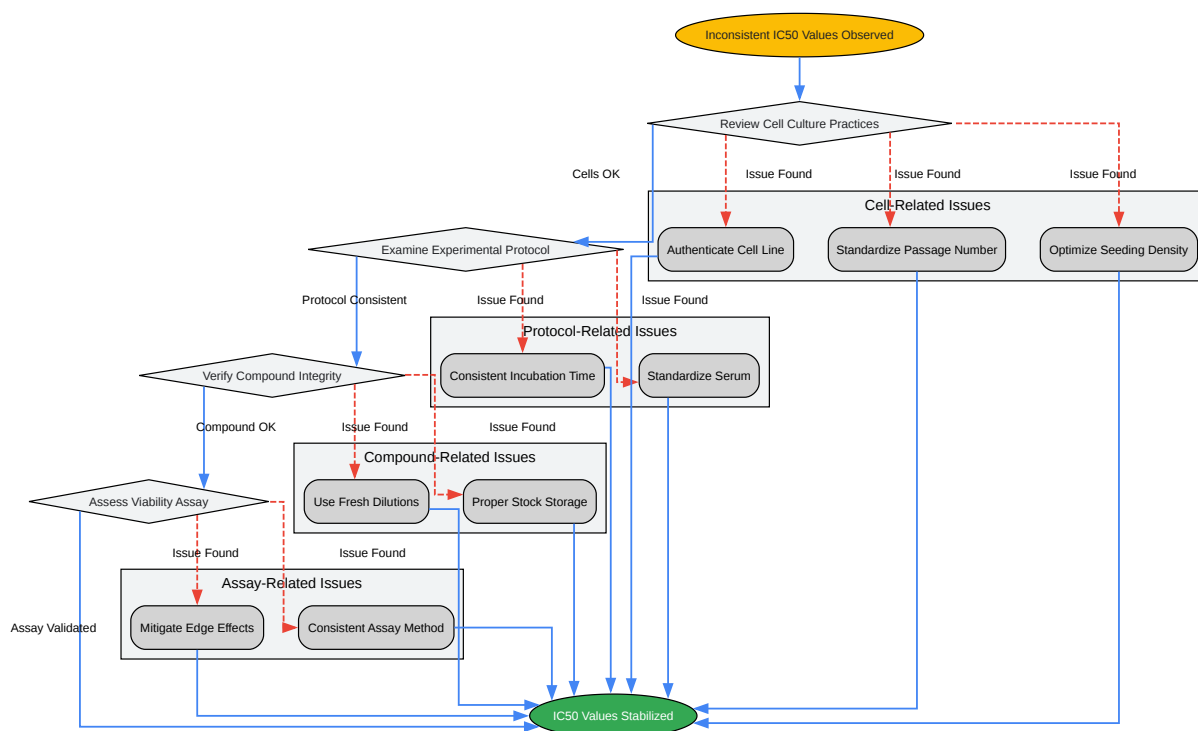 Inconsistent IC50 Values Observed
Review Cell Culture Practices
Cells OK
Issue Found
Issue Found
Issue Found
Cell-Related Issues
Examine Experimental Protocol
Authenticate Cell Line
Standardize Passage Number
Optimize Seeding Density
Protocol Consistent
Issue Found
Issue Found
Protocol-Related Issues
Verify Compound Integrity
Consistent Incubation Time
Standardize Serum
Compound OK
Issue Found
Issue Found
Compound-Related Issues
Assess Viability Assay
Use Fresh Dilutions
Proper Stock Storage
Issue Found
Issue Found
Assay-Related Issues
Assay Validated
Mitigate Edge Effects
Consistent Assay Method
IC50 Values Stabilized